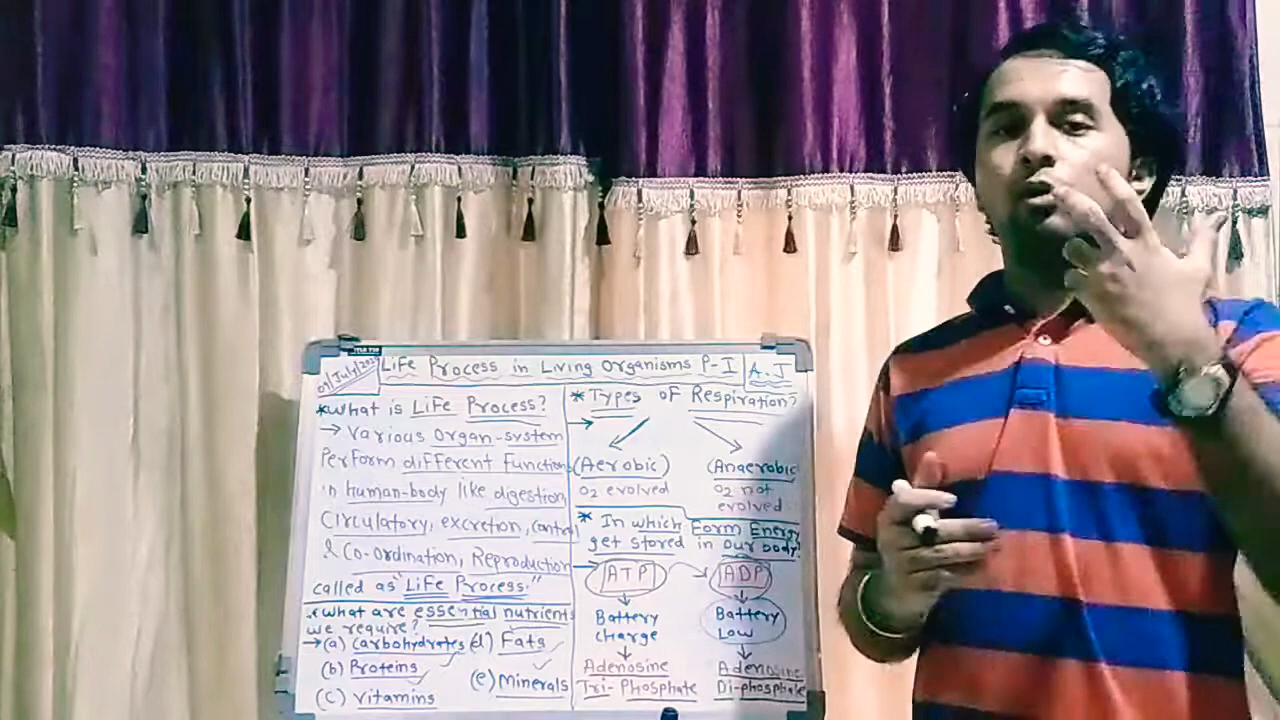 Life Process in Living Organisms P-I
A.J
*What is Life Process?
→ Various organ-system
Perform different functions
in human-body like digestion,
Circulatory, excretion, control
& Co-ordination, Reproduction
called as "Life Process."
*What are essential nutrients
we require?
→(a) Carbohydrates (d) Fats
(b) Proteins
(e) Minerals
(c) Vitamins
*Types of Respiration?
(Aerobic) (Anaerobic)
O2 evolved
O2 not
evolved
* In which Form Energy
get stored in our body?
ATP → ADP
Battery
Charge
Battery
Low
Adenosine
Tri-Phosphate
Adenosine
Di-phosphate